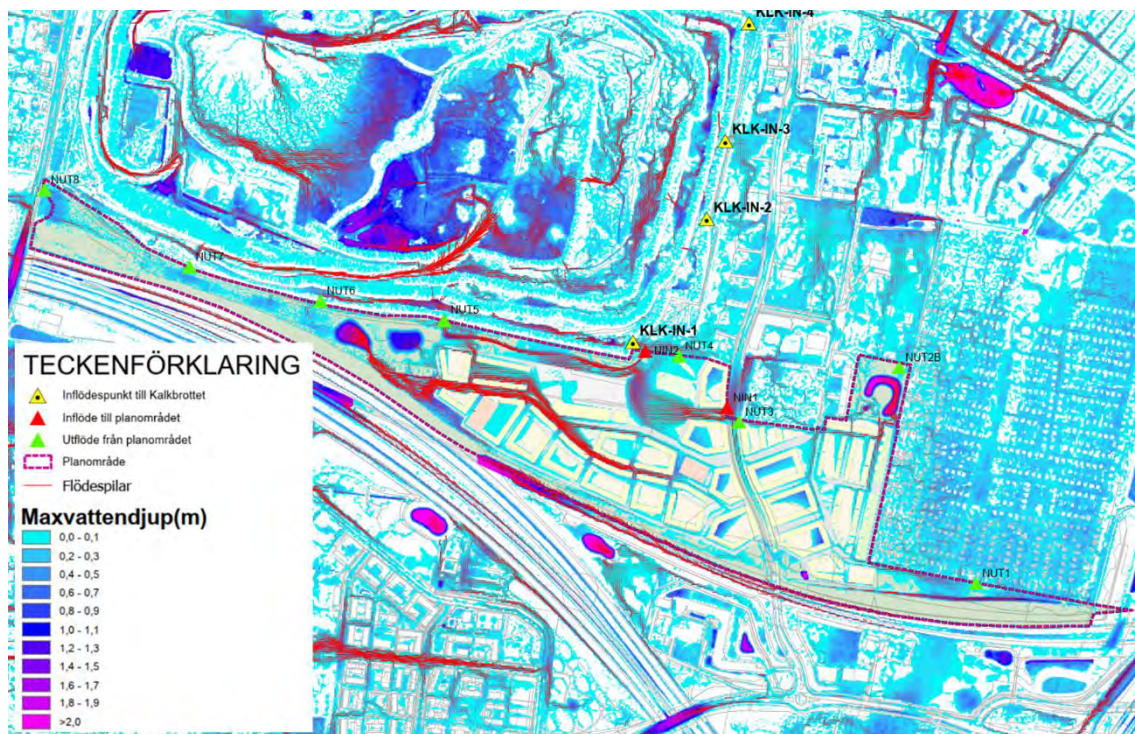 KLK-IN-4
KLK-IN-3
NUT8
KLK-IN-2
NUT7
NUT6
NUT5
KLK-IN-1
NIN2
NUT4
NUT2B
NIN1
NUT3
NUT1
TECKENFÖRKLARING
Inflödespunkt till Kalkbrottet
Inflöde till planområdet
Utflöde från planområdet
Planområde
Flödespilar
Maxvattendjup(m)
0,0 - 0,1
0,2 - 0,3
0,4 - 0,5
0,6 - 0,7
0,8 - 0,9
1,0 - 1,1
1,2 - 1,3
1,4 - 1,5
1,6 - 1,7
1,8 - 1,9
>2,0